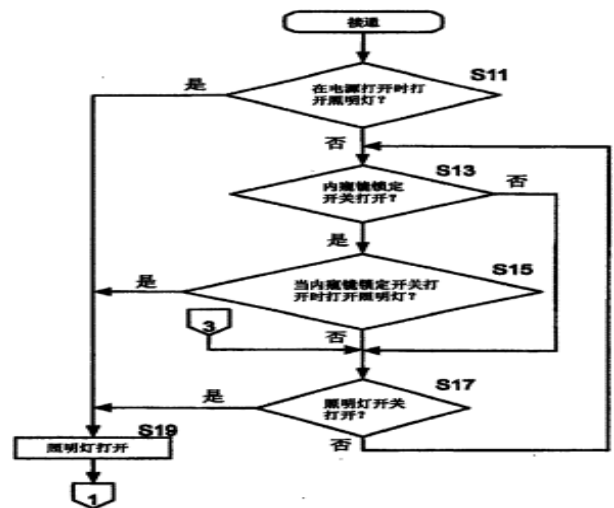 接通
S11
是
在电源打开时打
开照明灯?
否
S13
内窥镜锁定
开关打开?
否
是
S15
当内窥镜锁定开关打
开时打开照明灯?
是
3
否
S17
是
照明灯开关
打开?
S19
否
照明灯打开
1